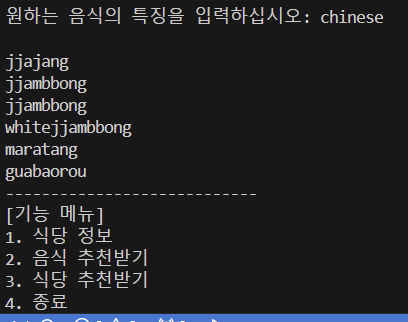 원하는 음식의 특징을 입력하십시오: chinese
jjajang
jjambbong
jjambbong
whitejjambbong
maratang
guabaorou
----------------------------
[기능 메뉴]
1. 식당 정보
2. 음식 추천받기
3. 식당 추천받기
4. 종료